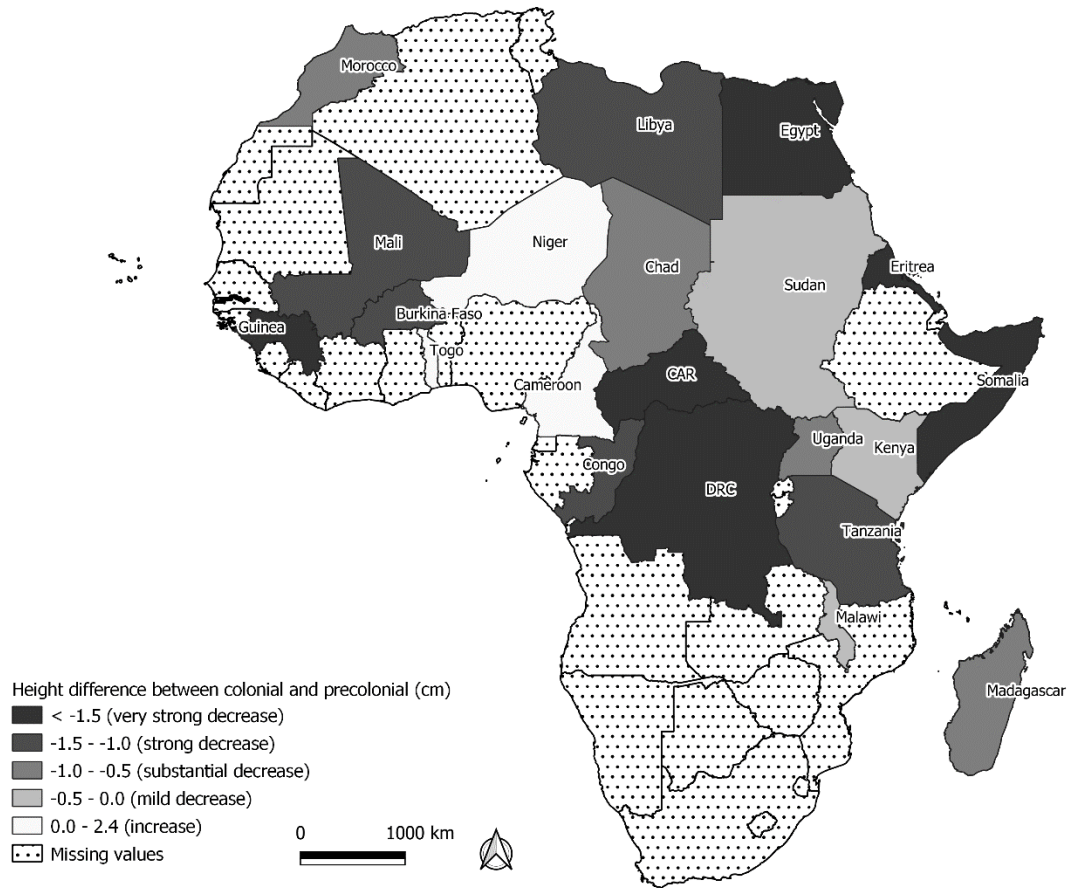 Morocco
Libya
Egypt
Mali
Niger
Chad
Sudan
Eritrea
Burkina Faso
Guinea
Togo
Cameroon
CAR
Somalia
Uganda
Kenya
Congo
DRC
Tanzania
Malawi
Madagascar
Height difference between colonial and precolonial (cm)
< -1.5 (very strong decrease)
-1.5 - -1.0 (strong decrease)
-1.0 - -0.5 (substantial decrease)
-0.5 - 0.0 (mild decrease)
0.0 - 2.4 (increase)
Missing values
0 1000 km